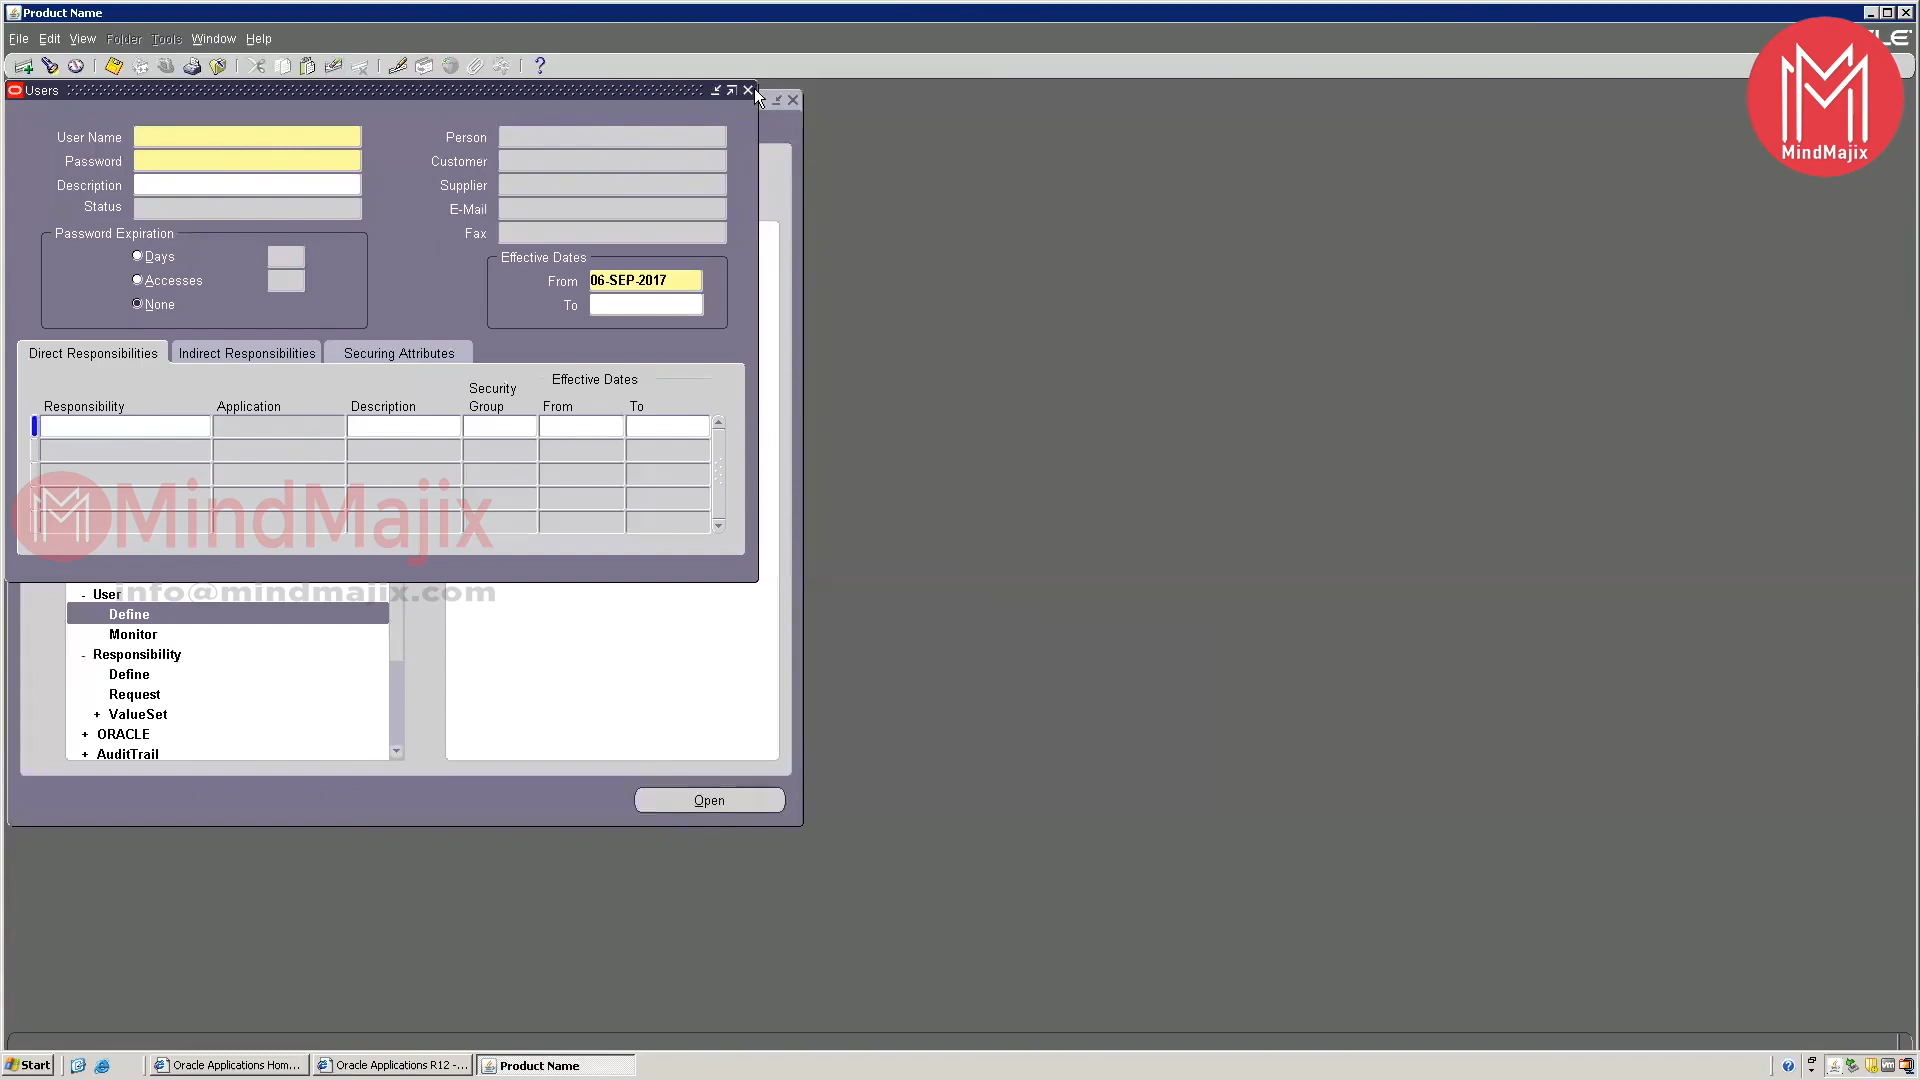 Product Name
File Edit View Folder Tools Window Help
LE
MindMajix
Users
User Name
Password
Description
Status
Person
Customer
Supplier
E-Mail
Fax
Password Expiration
Days
Accesses
None
Effective Dates
From 06-SEP-2017
To
Direct Responsibilities Indirect Responsibilities Securing Attributes
Effective Dates
Responsibility Application Description Security Group From To
MindMajix
info@mindmajix.com
- User
Define
Monitor
- Responsibility
Define
Request
+ ValueSet
+ ORACLE
+ AuditTrail
Open
Start Oracle Applications Hom... Oracle Applications R12 -... Product Name